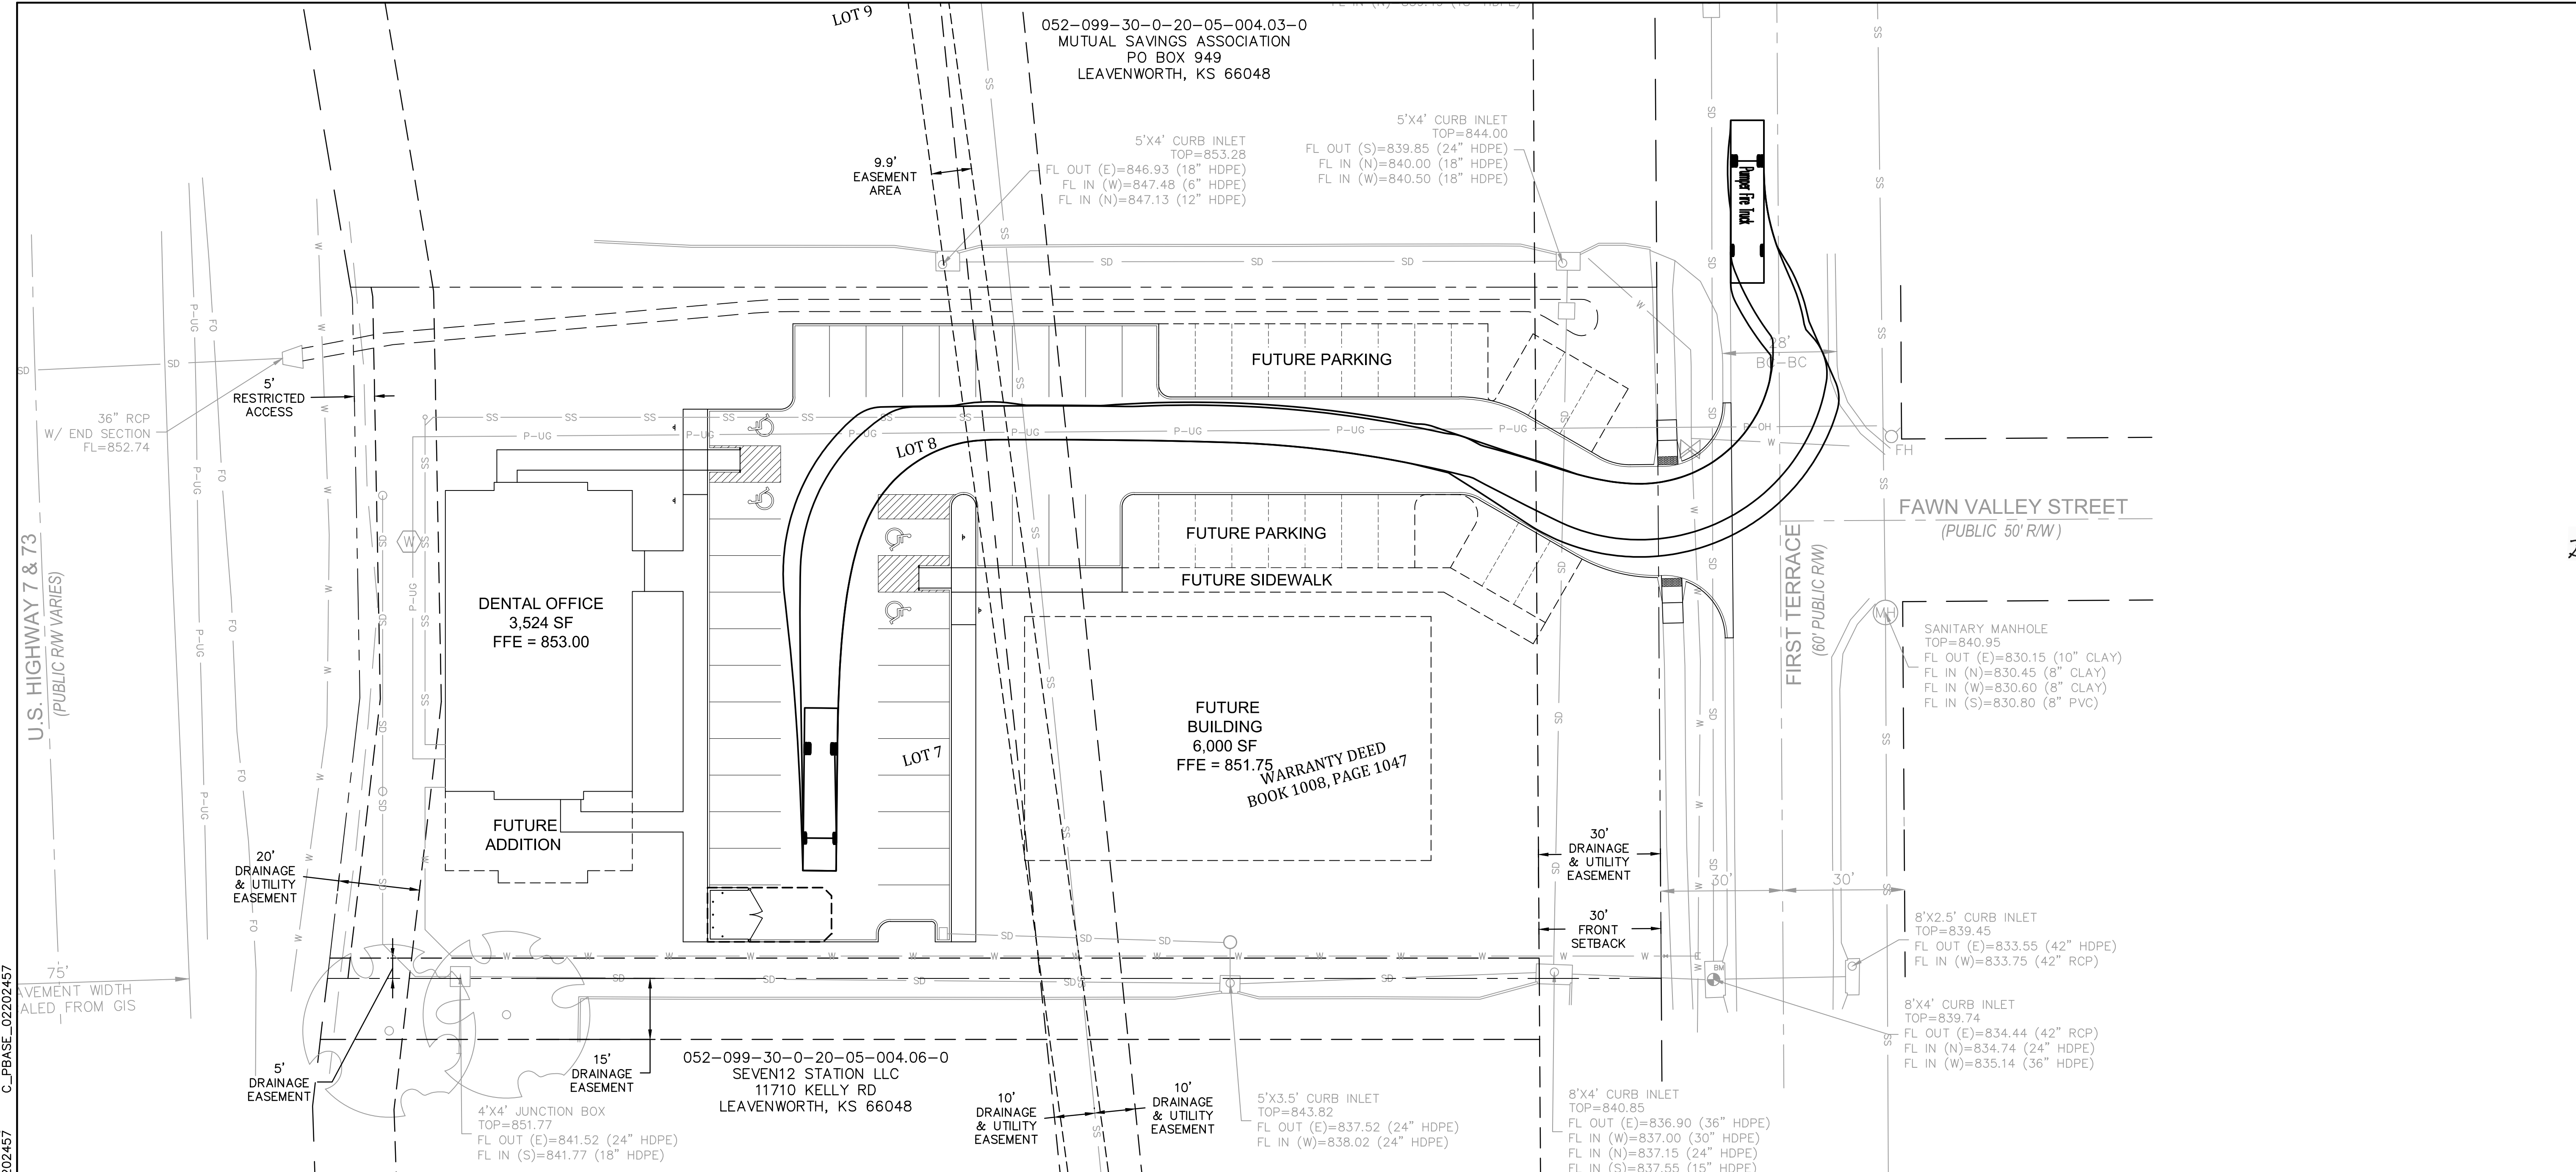 LOT 9
052-099-30-0-20-05-004.03-0
MUTUAL SAVINGS ASSOCIATION
PO BOX 949
LEAVENWORTH, KS 66048
5'X4' CURB INLET
TOP=853.28
FL OUT (E)=846.93 (18" HDPE)
FL IN (W)=847.48 (6" HDPE)
FL IN (N)=847.13 (12" HDPE)
5'X4' CURB INLET
TOP=844.00
FL OUT (S)=839.85 (24" HDPE)
FL IN (N)=840.00 (18" HDPE)
FL IN (W)=840.50 (18" HDPE)
9.9'
EASEMENT
AREA
Pumper Fire Truck
28'
BC-BC
36" RCP
W/ END SECTION
FL=852.74
5'
RESTRICTED
ACCESS
FUTURE PARKING
LOT 8
FH
FAWN VALLEY STREET
(PUBLIC 50' R/W)
FIRST TERRACE
(60' PUBLIC R/W)
U.S. HIGHWAY 7 & 73
(PUBLIC R/W VARIES)
FUTURE PARKING
FUTURE SIDEWALK
DENTAL OFFICE
3,524 SF
FFE = 853.00
MH
SANITARY MANHOLE
TOP=840.95
FL OUT (E)=830.15 (10" CLAY)
FL IN (N)=830.45 (8" CLAY)
FL IN (W)=830.60 (8" CLAY)
FL IN (S)=830.80 (8" PVC)
FUTURE
BUILDING
6,000 SF
FFE = 851.75
WARRANTY DEED
BOOK 1008, PAGE 1047
LOT 7
FUTURE
ADDITION
20'
DRAINAGE
& UTILITY
EASEMENT
30'
DRAINAGE
& UTILITY
EASEMENT
30'
30'
30'
FRONT
SETBACK
8'X2.5' CURB INLET
TOP=839.45
FL OUT (E)=833.55 (42" HDPE)
FL IN (W)=833.75 (42" RCP)
75'
AVEMENT WIDTH
ALED FROM GIS
BM
8'X4' CURB INLET
TOP=839.74
FL OUT (E)=834.44 (42" RCP)
FL IN (N)=834.74 (24" HDPE)
FL IN (W)=835.14 (36" HDPE)
5'
DRAINAGE
EASEMENT
15'
DRAINAGE
EASEMENT
052-099-30-0-20-05-004.06-0
SEVEN12 STATION LLC
11710 KELLY RD
LEAVENWORTH, KS 66048
4'X4' JUNCTION BOX
TOP=851.77
FL OUT (E)=841.52 (24" HDPE)
FL IN (S)=841.77 (18" HDPE)
10'
DRAINAGE
& UTILITY
EASEMENT
10'
DRAINAGE
& UTILITY
EASEMENT
5'X3.5' CURB INLET
TOP=843.82
FL OUT (E)=837.52 (24" HDPE)
FL IN (W)=838.02 (24" HDPE)
8'X4' CURB INLET
TOP=840.85
FL OUT (E)=836.90 (36" HDPE)
FL IN (W)=837.00 (30" HDPE)
FL IN (N)=837.15 (24" HDPE)
FL IN (S)=837.55 (15" HDPE)
C_PBASE_02202457
202457